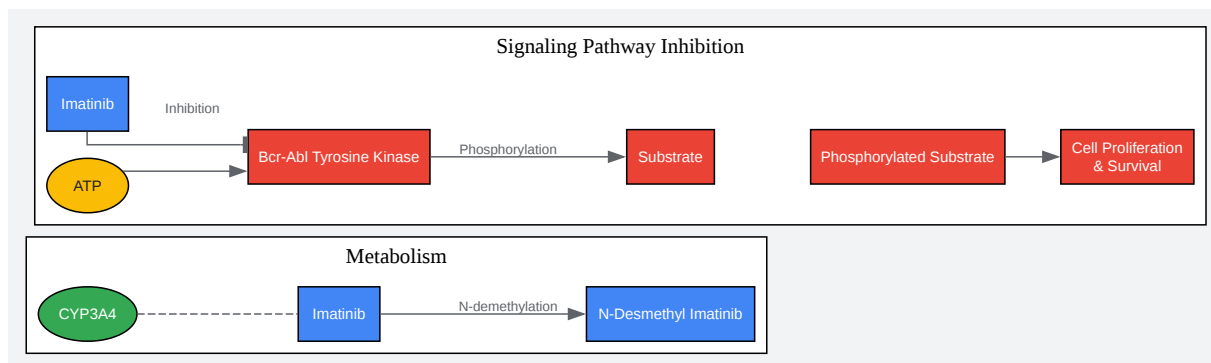 Signaling Pathway Inhibition
Imatinib
Inhibition
ATP
Bcr-Abl Tyrosine Kinase
Phosphorylation
Substrate
Phosphorylated Substrate
Cell Proliferation
& Survival
Metabolism
CYP3A4
Imatinib
N-demethylation
N-Desmethyl Imatinib